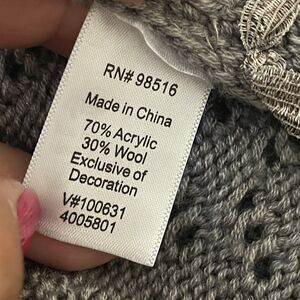 RN# 98516
Made in China
70% Acrylic
30% Wool
Exclusive of
Decoration
V#100631
4005801